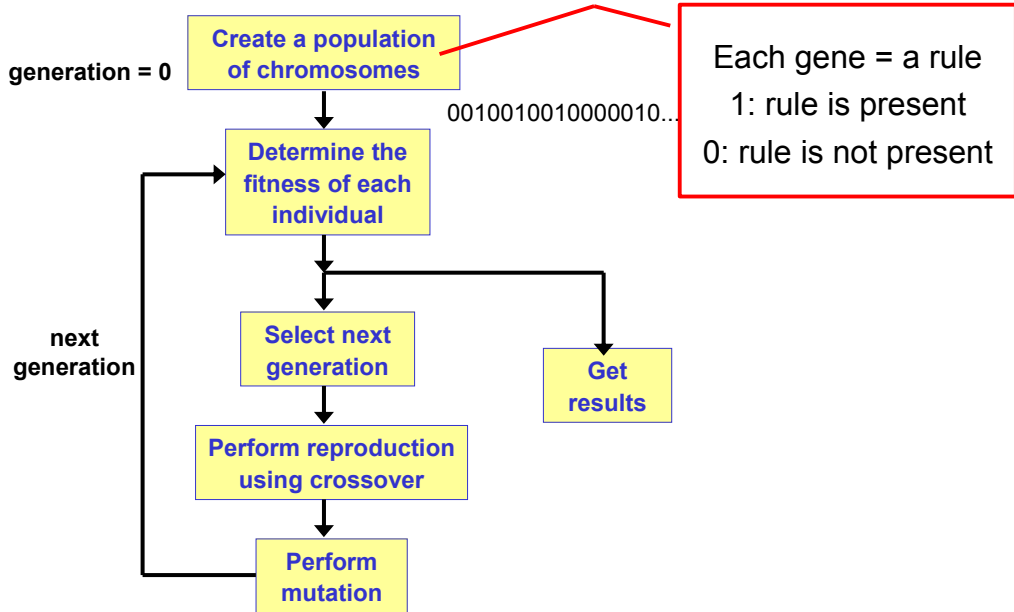 Create a population
of chromosomes
generation = 0
Each gene = a rule
1: rule is present
0: rule is not present
0010010010000010...
Determine the
fitness of each
individual
next
generation
Select next
generation
Get
results
Perform reproduction
using crossover
Perform
mutation